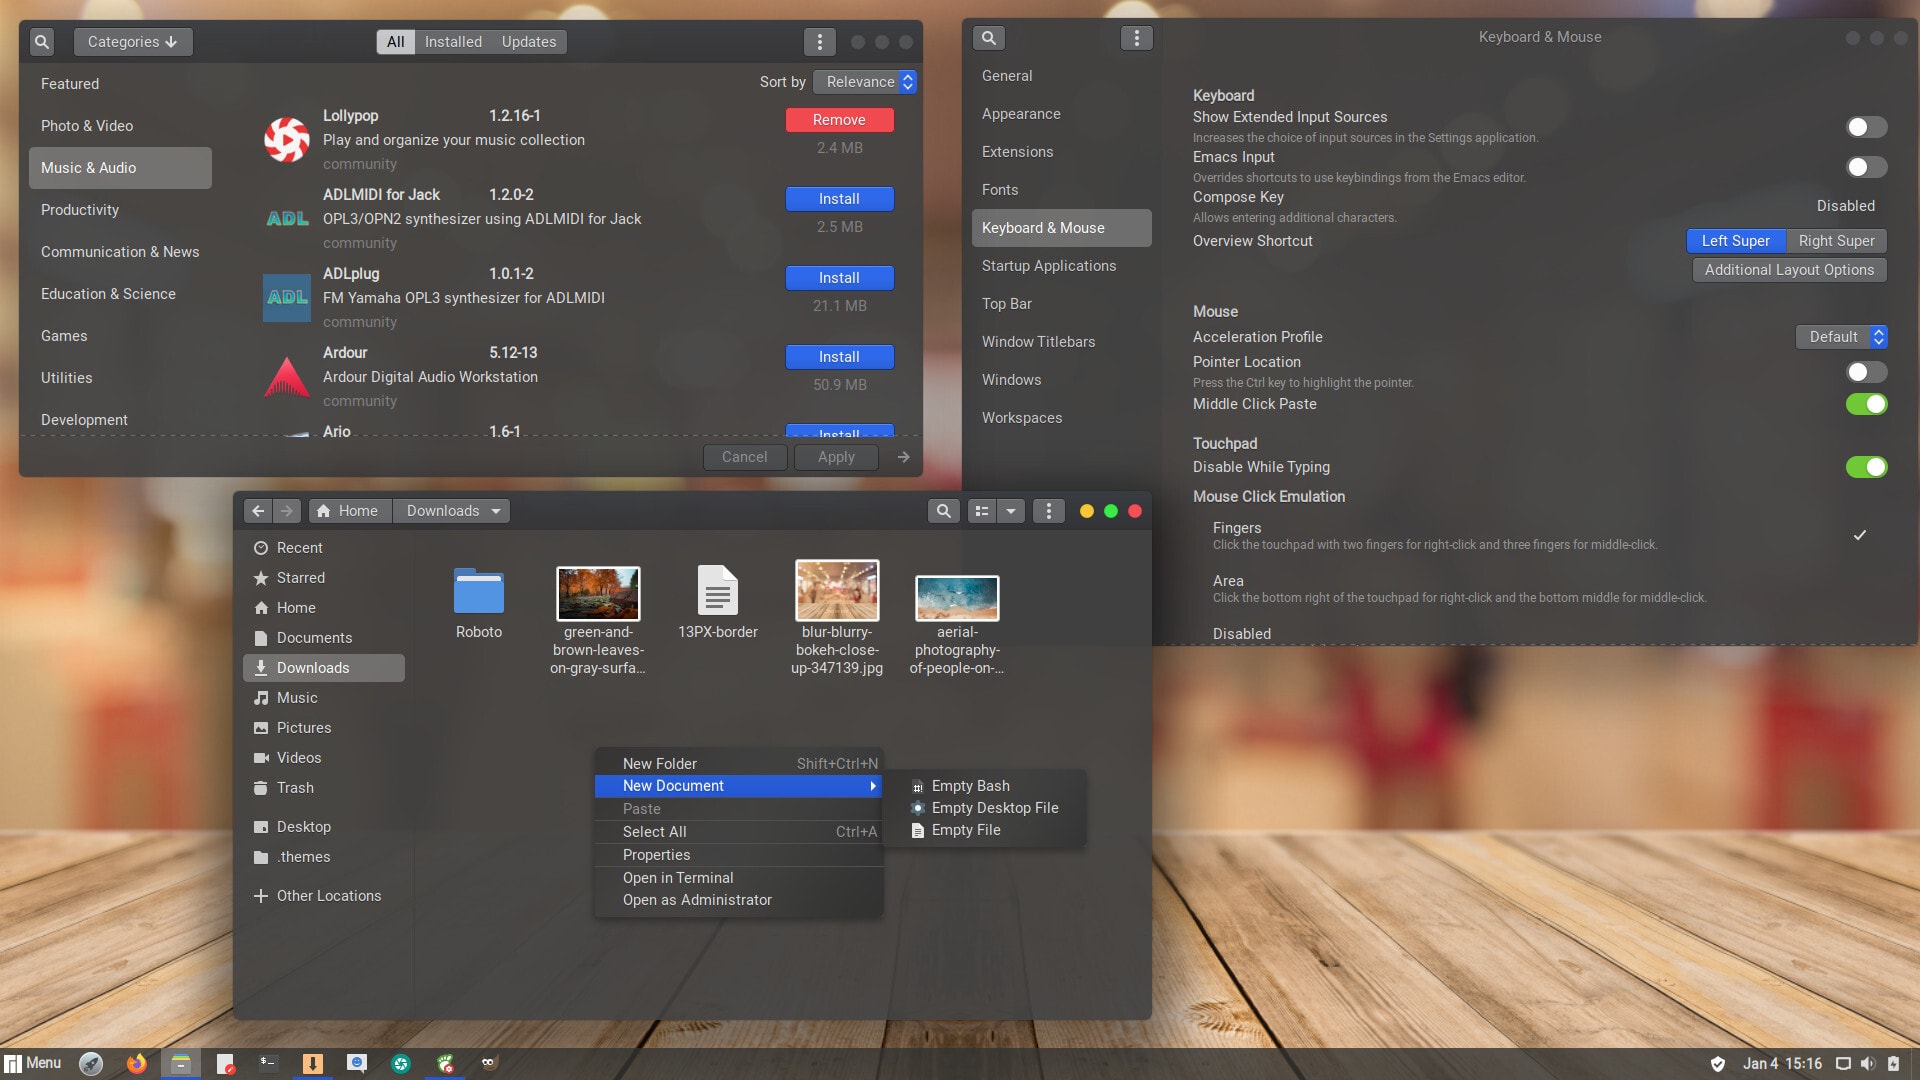 Categories
All
Installed
Updates
Featured
Photo & Video
Music & Audio
Productivity
Communication & News
Education & Science
Games
Utilities
Development
Sort by
Relevance
Lollypop 1.2.16-1
Remove
Play and organize your music collection
2.4 MB
community
ADLMIDI for Jack 1.2.0-2
Install
OPL3/OPN2 synthesizer using ADLMIDI for Jack
2.5 MB
community
ADL
ADLplug 1.0.1-2
Install
FM Yamaha OPL3 synthesizer for ADLMIDI
21.1 MB
community
ADL
Ardour 5.12-13
Install
Ardour Digital Audio Workstation
50.9 MB
community
Ario 1.6-1
Install
Cancel
Apply
Keyboard & Mouse
General
Appearance
Extensions
Fonts
Keyboard & Mouse
Startup Applications
Top Bar
Window Titlebars
Windows
Workspaces
Keyboard
Show Extended Input Sources
Increases the choice of input sources in the Settings application.
Emacs Input
Overrides shortcuts to use keybindings from the Emacs editor.
Compose Key
Allows entering additional characters.
Disabled
Overview Shortcut
Left Super
Right Super
Additional Layout Options
Mouse
Acceleration Profile
Default
Pointer Location
Press the Ctrl key to highlight the pointer.
Middle Click Paste
Touchpad
Disable While Typing
Mouse Click Emulation
Fingers
Click the touchpad with two fingers for right-click and three fingers for middle-click.
Area
Click the bottom right of the touchpad for right-click and the bottom middle for middle-click.
Disabled
Home
Downloads
Recent
Starred
Home
Documents
Downloads
Music
Pictures
Videos
Trash
Desktop
.themes
Other Locations
Roboto
green-and-
brown-leaves-
on-gray-surfa...
13PX-border
blur-blurry-
bokeh-close-
up-347139.jpg
aerial-
photography-
of-people-on-...
New Folder Shift+Ctrl+N
New Document
Paste
Select All Ctrl+A
Properties
Open in Terminal
Open as Administrator
Empty Bash
Empty Desktop File
Empty File
Menu
Jan 4 15:16